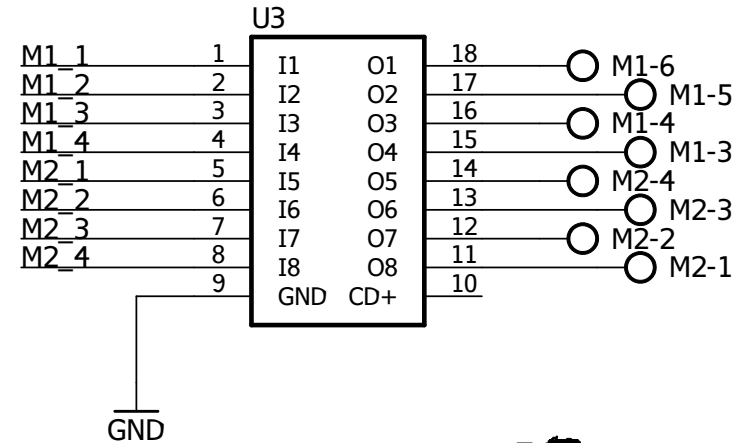 U3
M1_1 1 I1 O1 18 M1-6
M1_2 2 I2 O2 17 M1-5
M1_3 3 I3 O3 16 M1-4
M1_4 4 I4 O4 15 M1-3
M2_1 5 I5 O5 14 M2-4
M2_2 6 I6 O6 13 M2-3
M2_3 7 I7 O7 12 M2-2
M2_4 8 I8 O8 11 M2-1
9 GND CD+ 10
GND